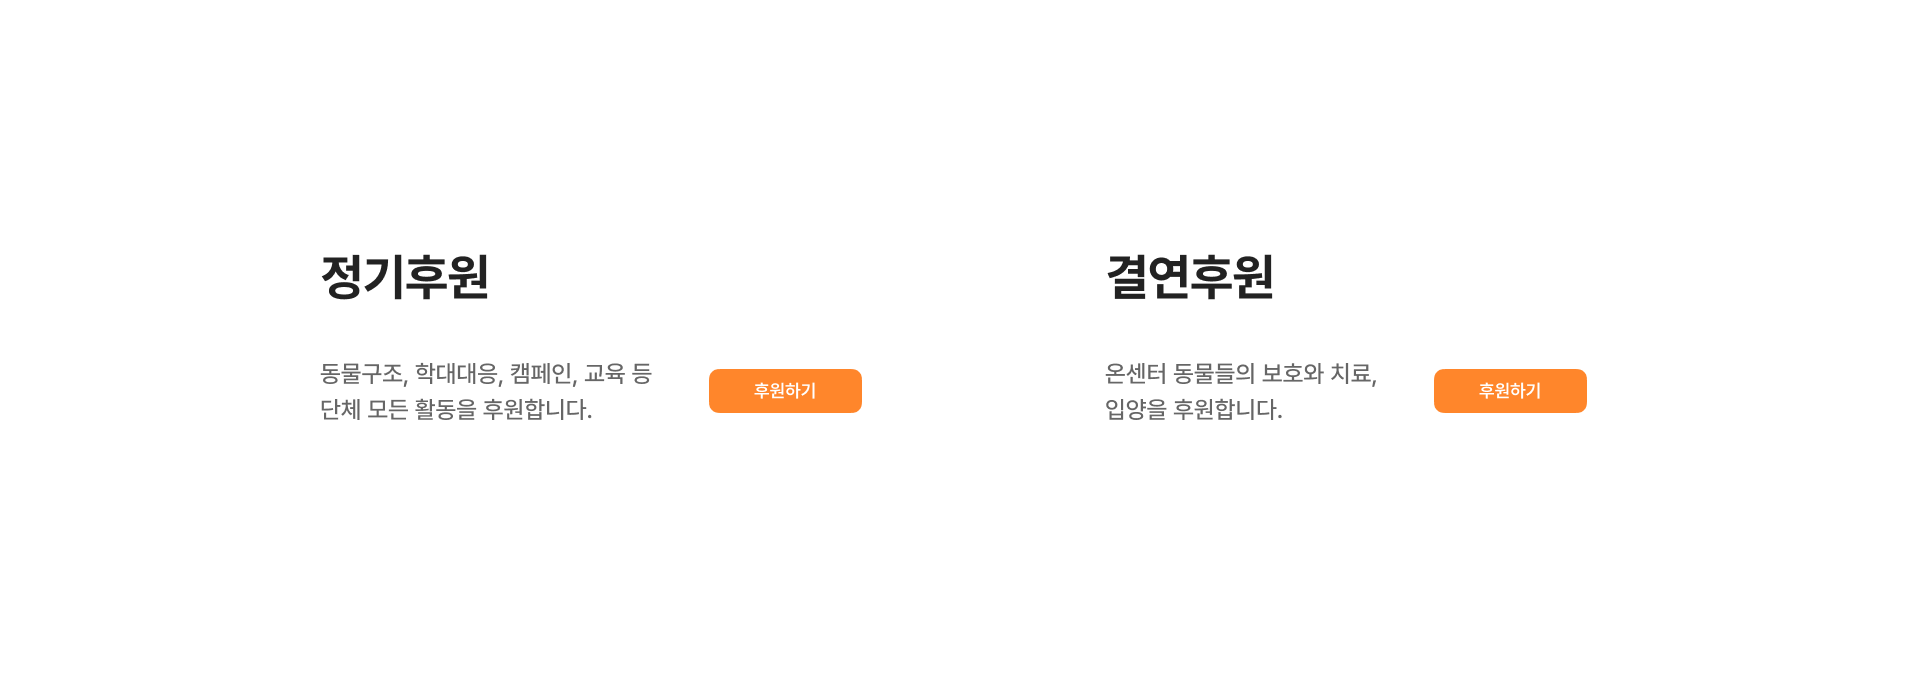 정기후원
동물구조, 학대대응, 캠페인, 교육 등
단체 모든 활동을 후원합니다.
후원하기
결연후원
온센터 동물들의 보호와 치료,
입양을 후원합니다.
후원하기